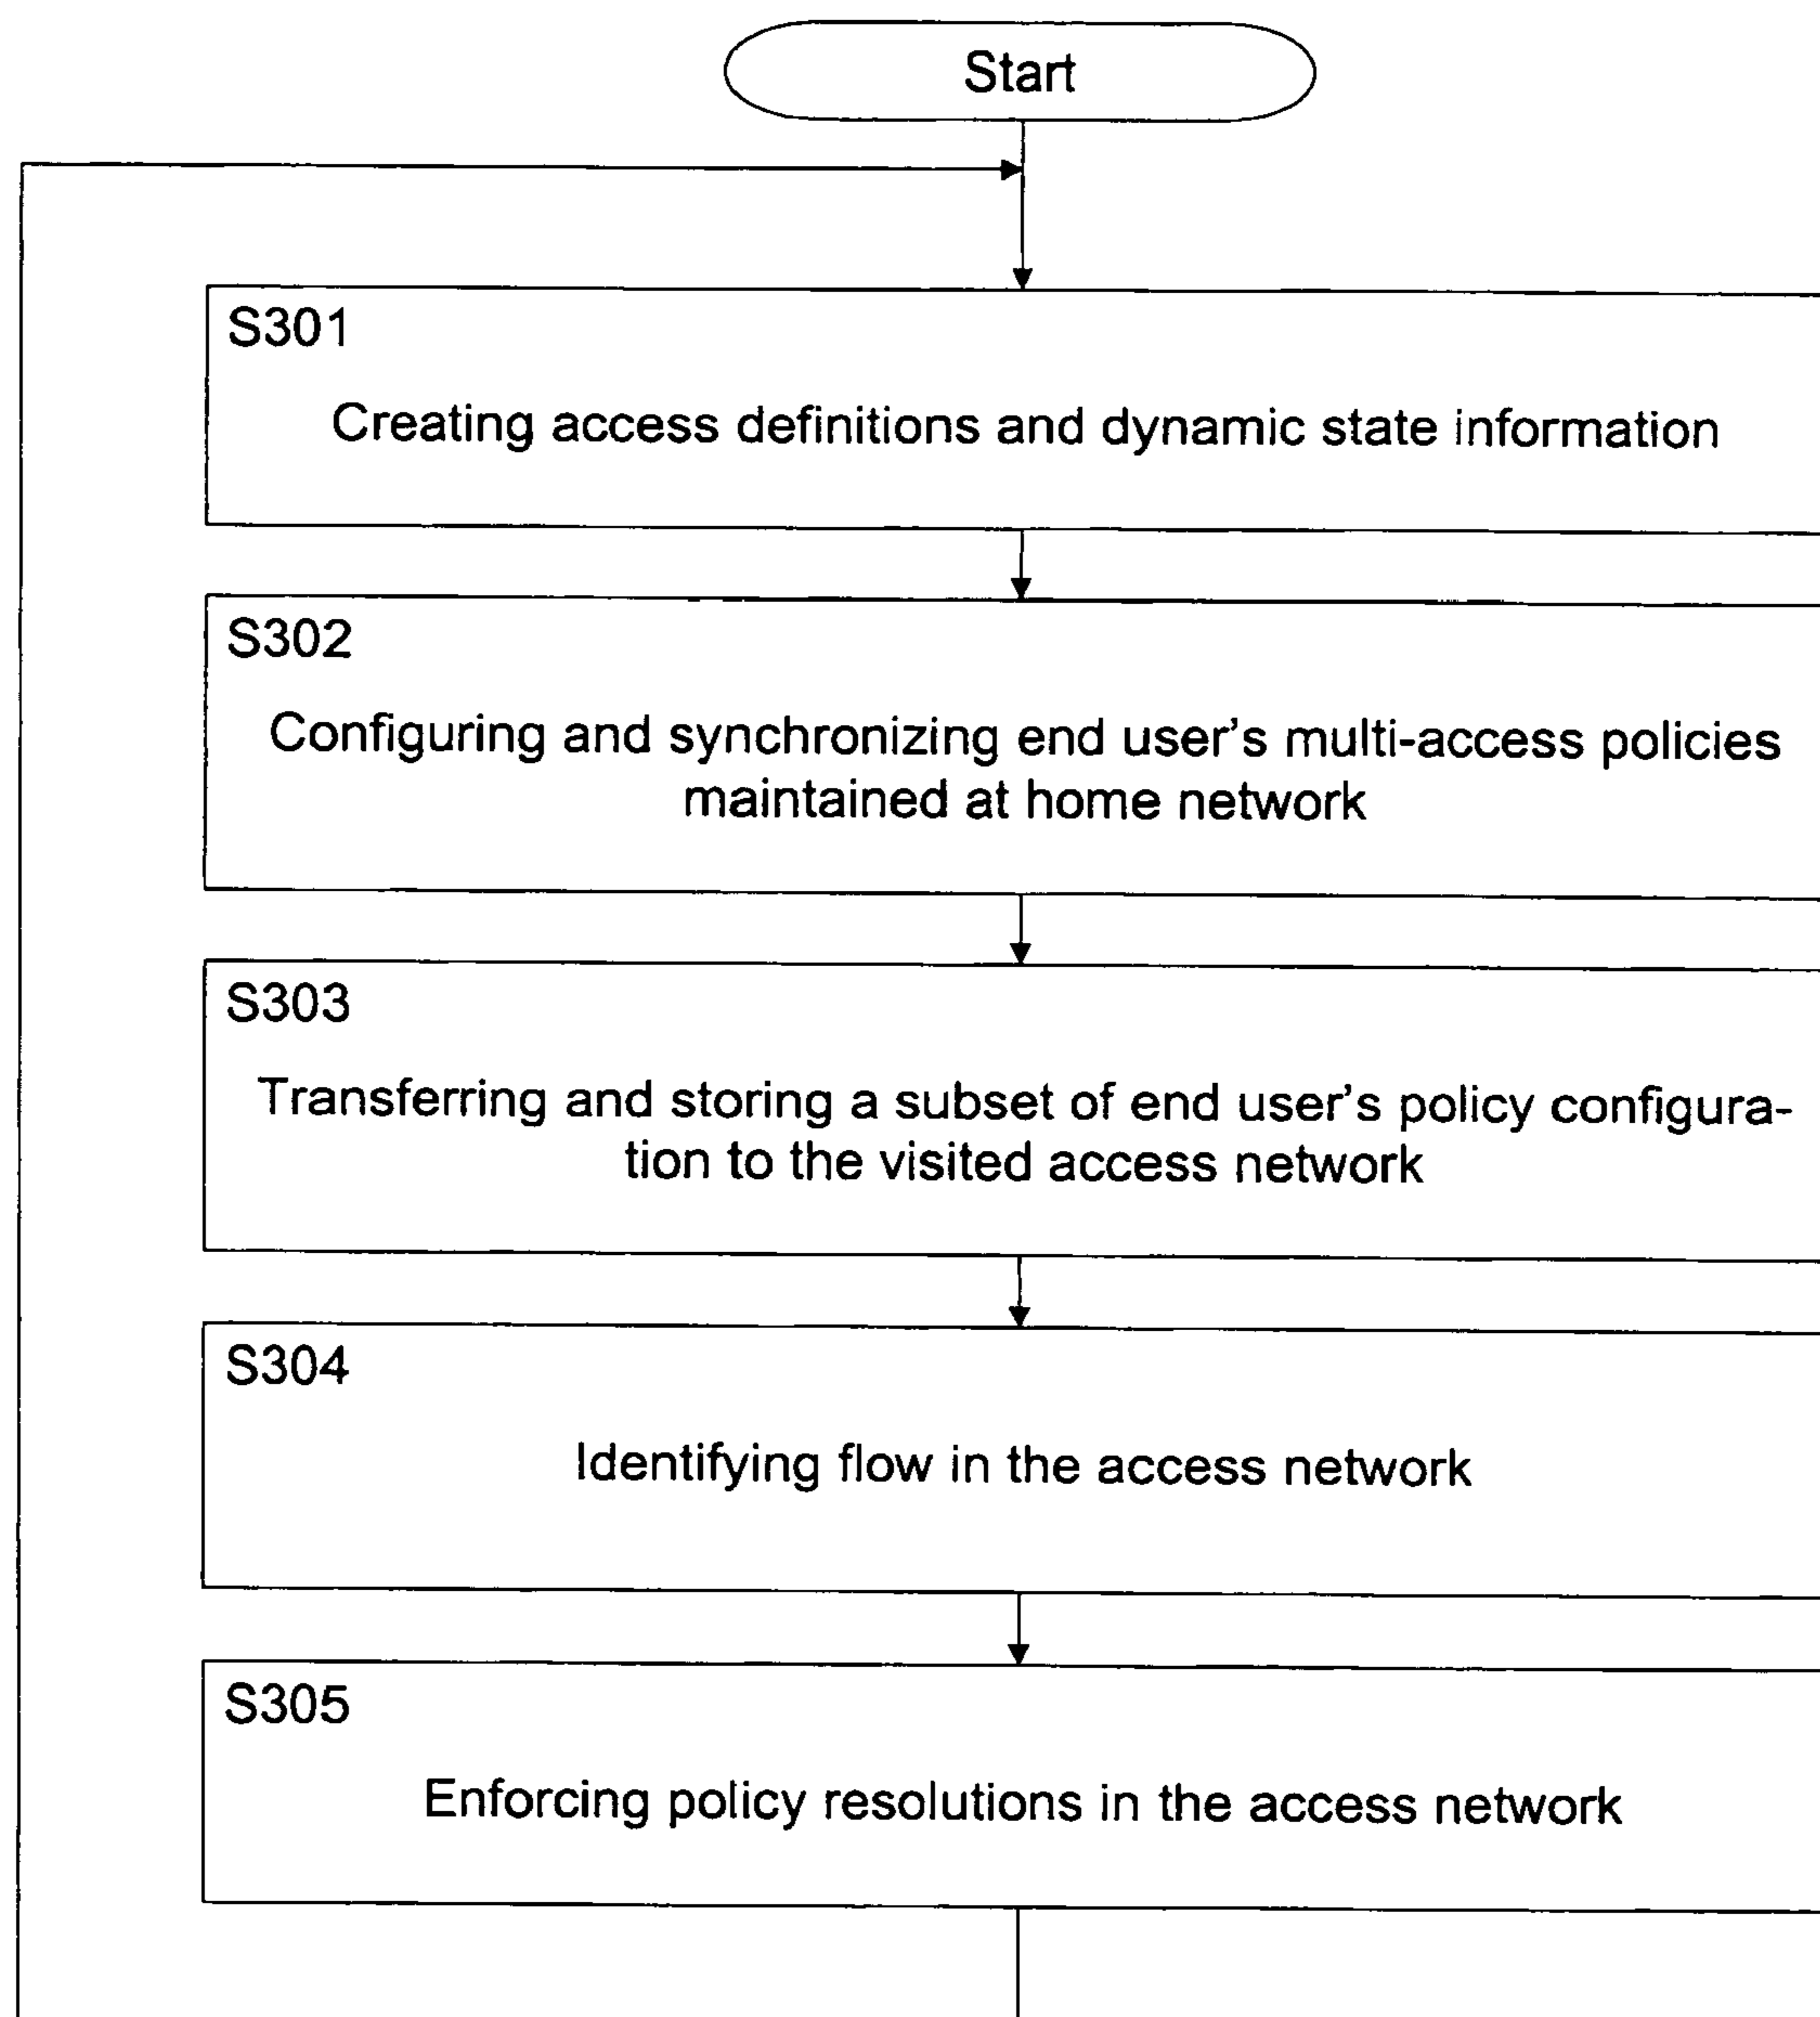 Start
S301
Creating access definitions and dynamic state information
S302
Configuring and synchronizing end user's multi-access policies
maintained at home network
S303
Transferring and storing a subset of end user's policy configura-
tion to the visited access network
S304
Identifying flow in the access network
S305
Enforcing policy resolutions in the access network